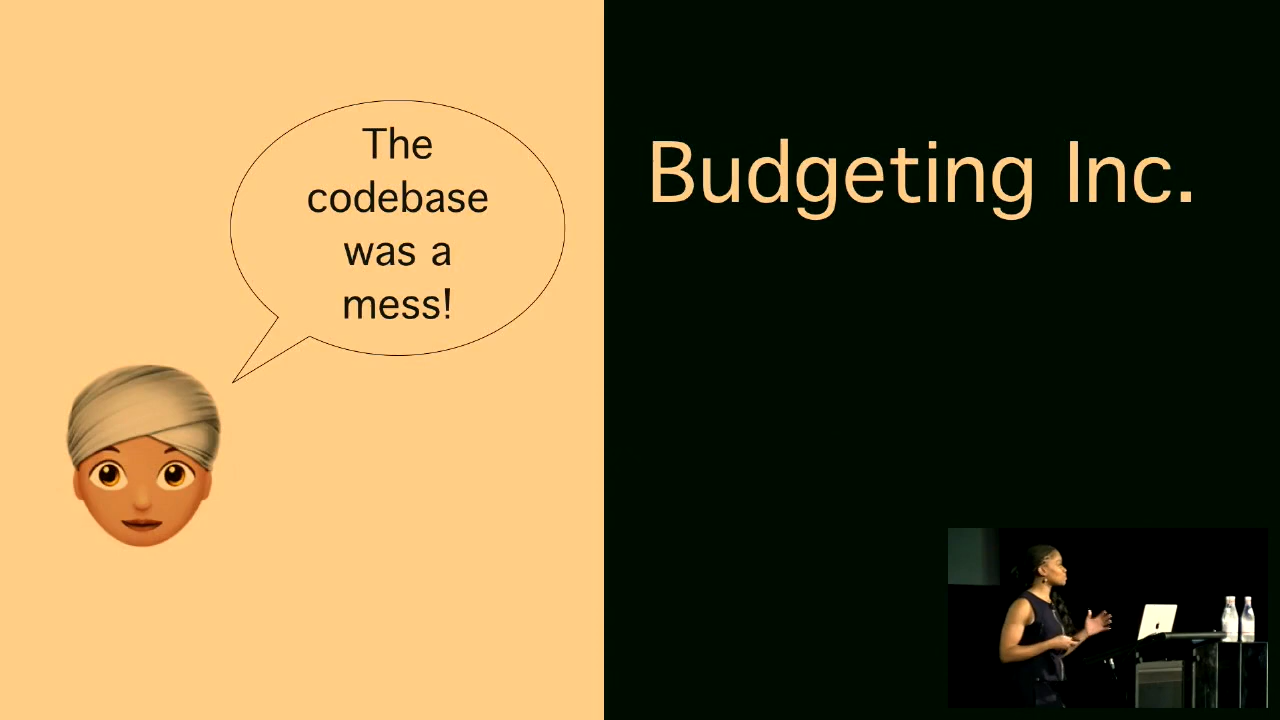 The
codebase
was a
mess!
Budgeting Inc.